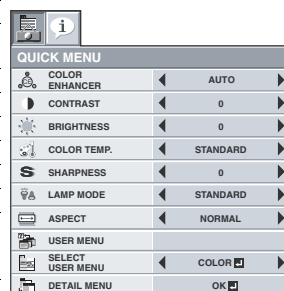 i
QUICK MENU
COLOR ENHANCER AUTO
CONTRAST 0
BRIGHTNESS 0
COLOR TEMP. STANDARD
SHARPNESS 0
LAMP MODE STANDARD
ASPECT NORMAL
USER MENU
SELECT USER MENU COLOR
DETAIL MENU OK